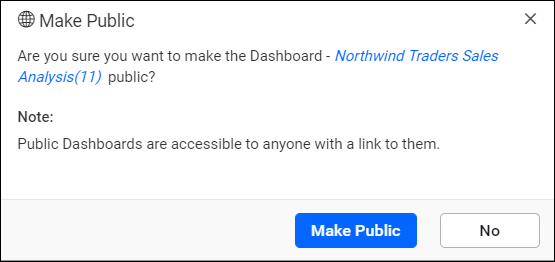 Make Public
Are you sure you want to make the Dashboard - Northwind Traders Sales
Analysis(11) public?
Note:
Public Dashboards are accessible to anyone with a link to them.
Make Public
No